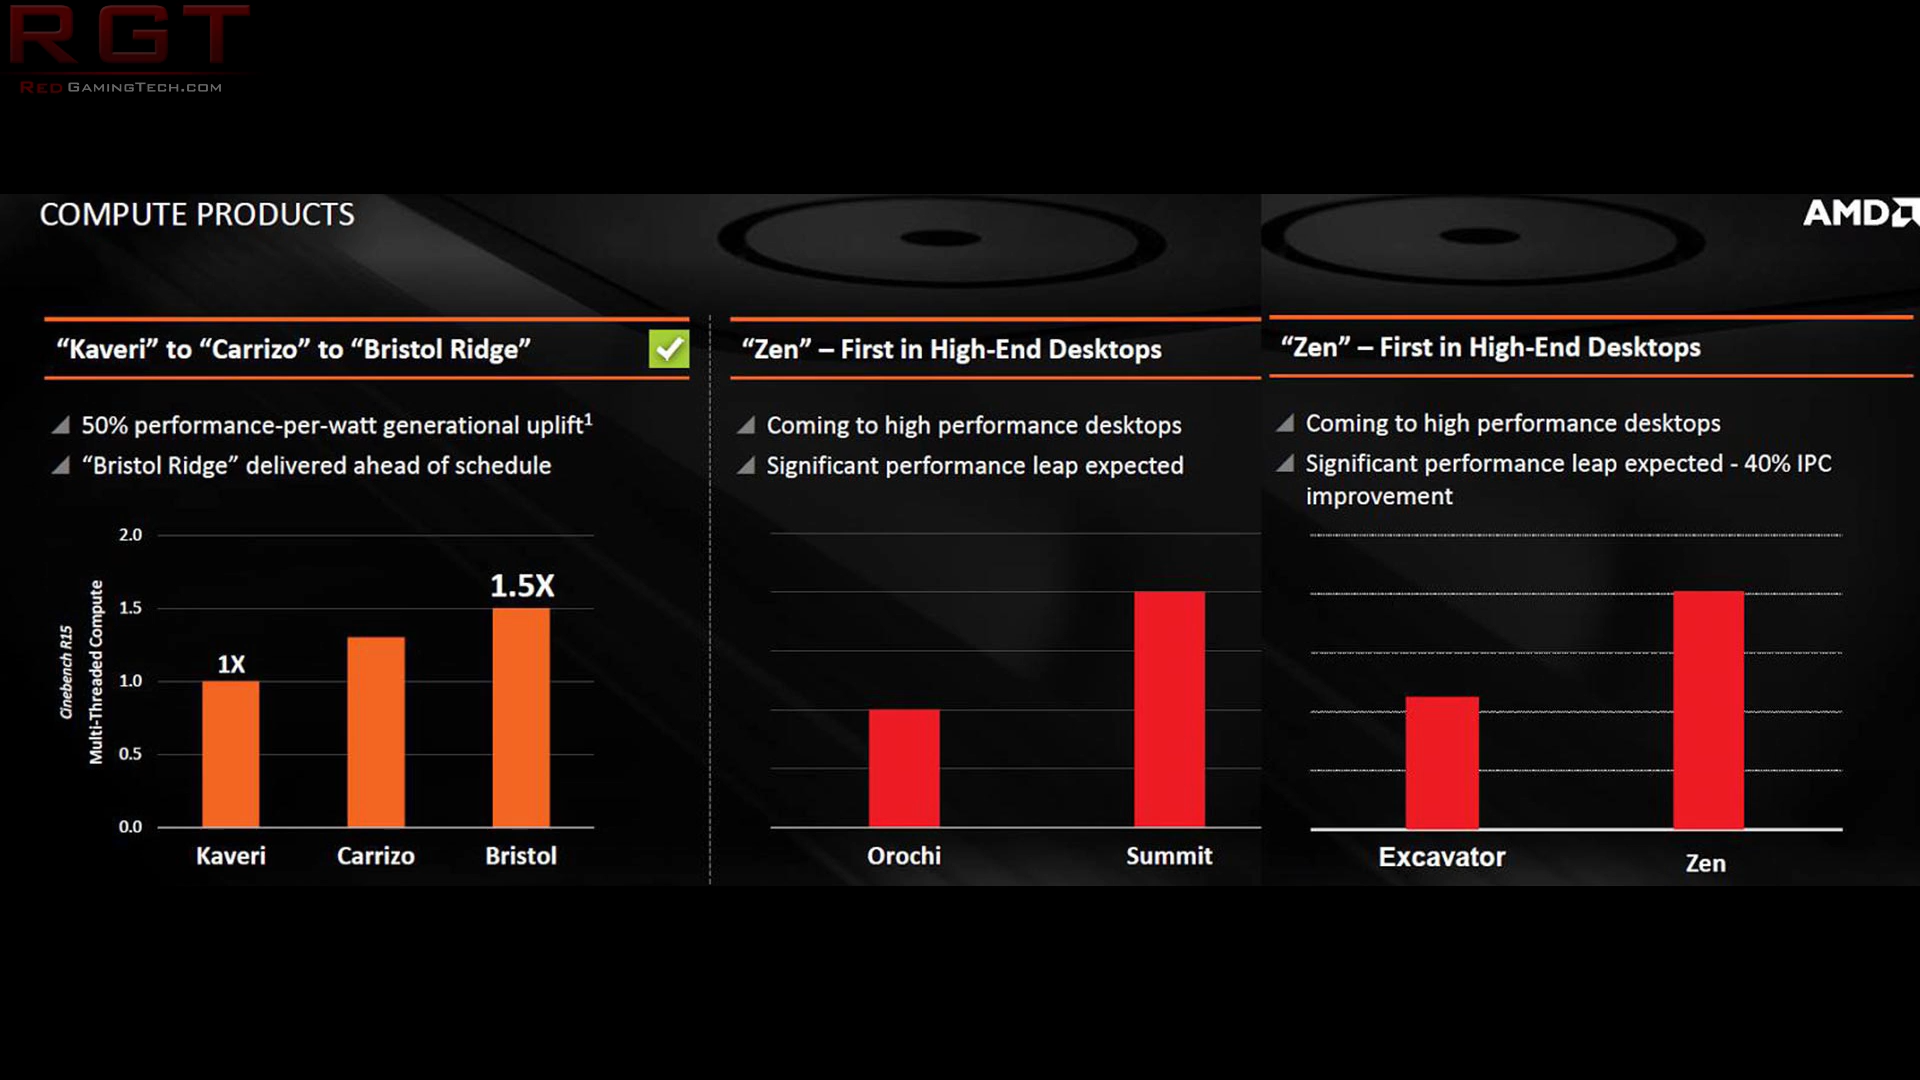 RGT
RED GAMINGTECH.COM
COMPUTE PRODUCTS
AMD
“Kaveri” to “Carrizo” to “Bristol Ridge”
50% performance-per-watt generational uplift¹
“Bristol Ridge” delivered ahead of schedule
Cinebench R15
Multi-Threaded Compute
2.0
1.5
1.0
0.5
0.0
1X
1.5X
Kaveri
Carrizo
Bristol
“Zen” – First in High-End Desktops
Coming to high performance desktops
Significant performance leap expected
Orochi
Summit
“Zen” – First in High-End Desktops
Coming to high performance desktops
Significant performance leap expected - 40% IPC
improvement
Excavator
Zen